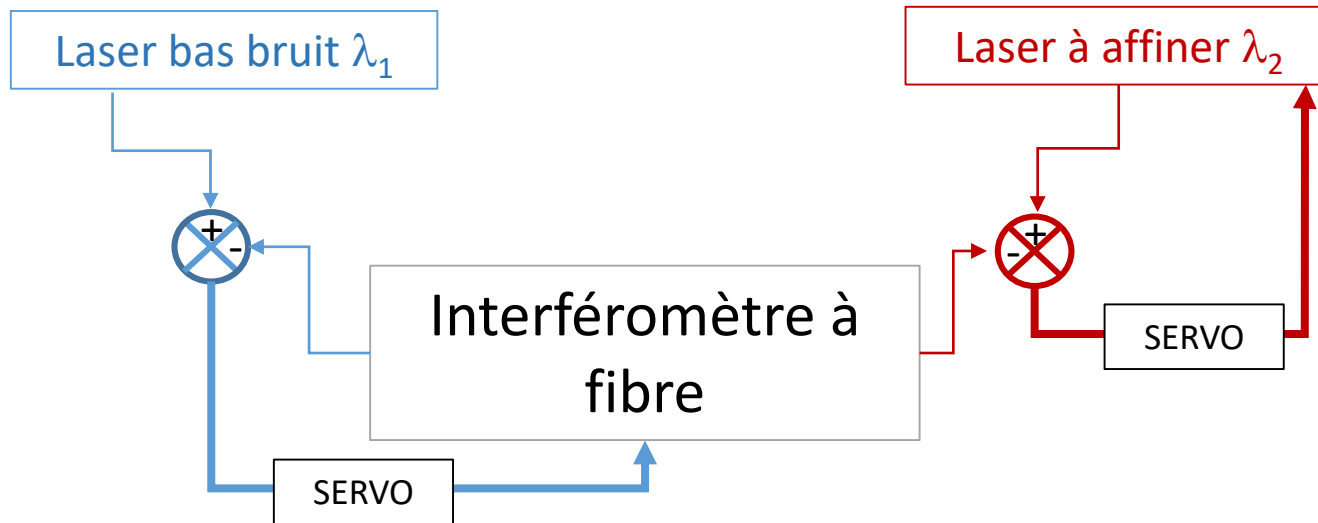 Laser bas bruit λ₁
Laser à affiner λ₂
+
-
+
-
Interféromètre à
fibre
SERVO
SERVO